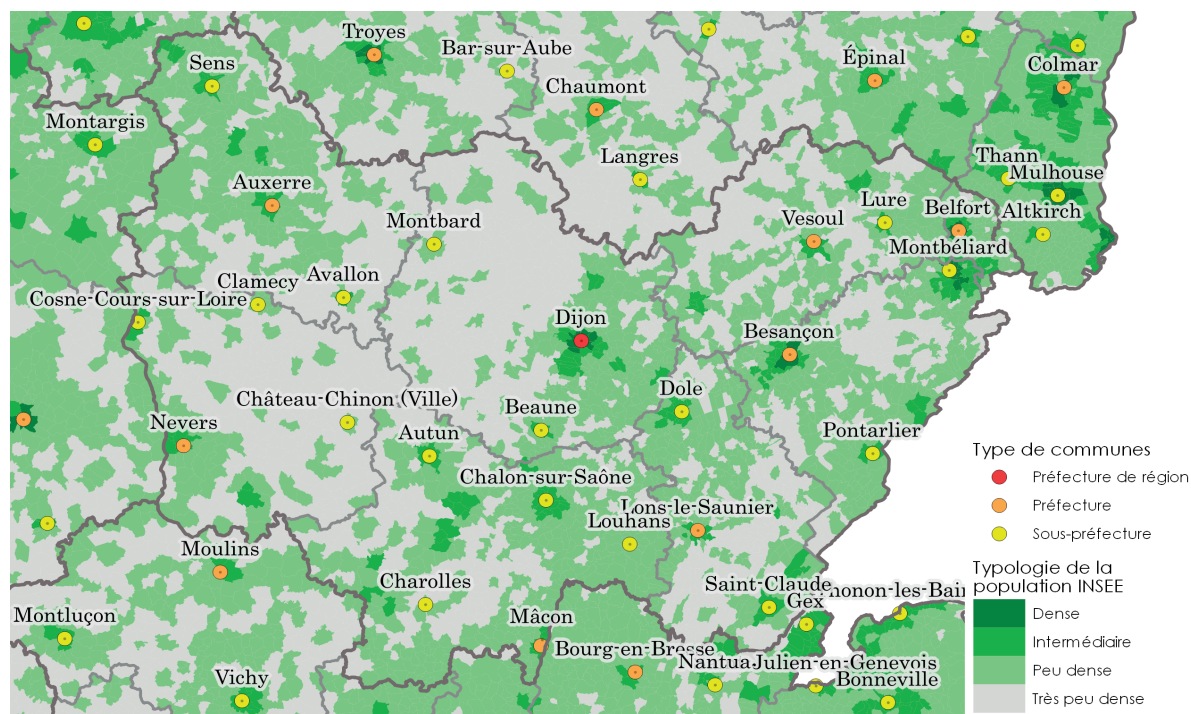 Troyes
Bar-sur-Aube
Sens
Épinal
Colmar
Chaumont
Montargis
Langres
Thann
Mulhouse
Auxerre
Lure
Belfort
Altkirch
Montbard
Vesoul
Montbéliard
Clamecy
Avallon
Cosne-Cours-sur-Loire
Dijon
Besançon
Dole
Château-Chinon (Ville)
Beaune
Nevers
Autun
Pontarlier
Chalon-sur-Saône
Lons-le-Saunier
Louhans
Moulins
Charolles
Saint-Claude
Gex
Montluçon
Mâcon
Bourg-en-Bresse
Nantua
Julien-en-Genevois
Bonneville
Vichy
Type de communes
Préfecture de région
Préfecture
Sous-préfecture
Typologie de la
population INSEE
Dense
Intermédiaire
Peu dense
Très peu dense